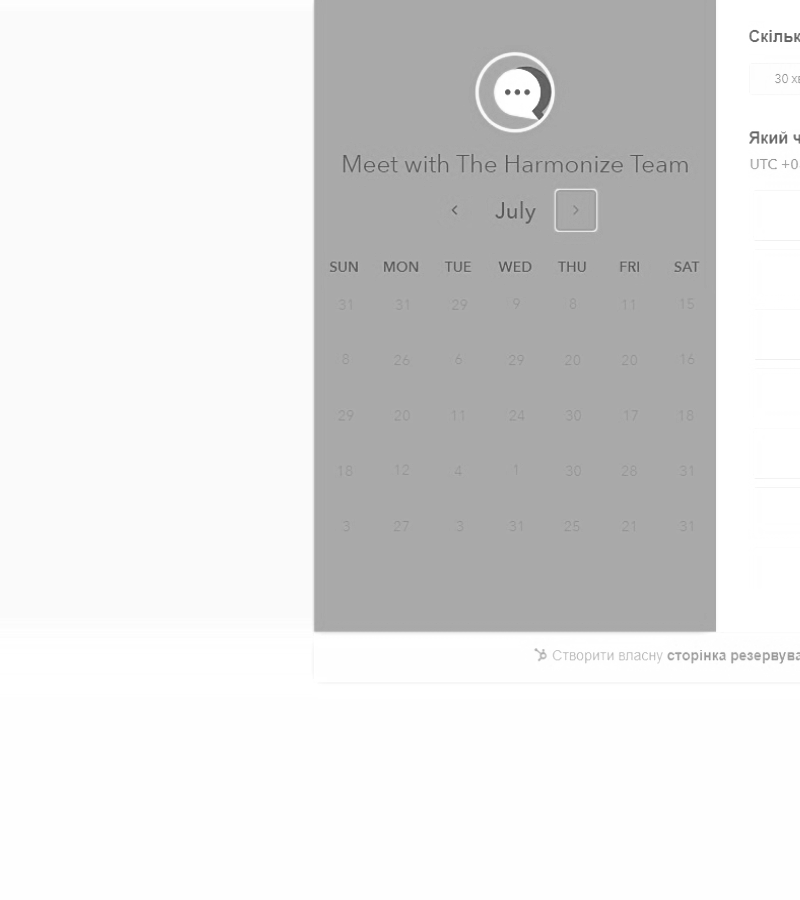 Meet with The Harmonize Team
July
SUN MON TUE WED THU FRI SAT
31 31 29 9 8 11 15
8 26 6 29 20 20 16
29 20 11 24 30 17 18
18 12 4 1 30 28 31
3 27 3 31 25 21 31
Скільк
30 хв
Який ч
UTC +0
Створити власну сторінка резервува